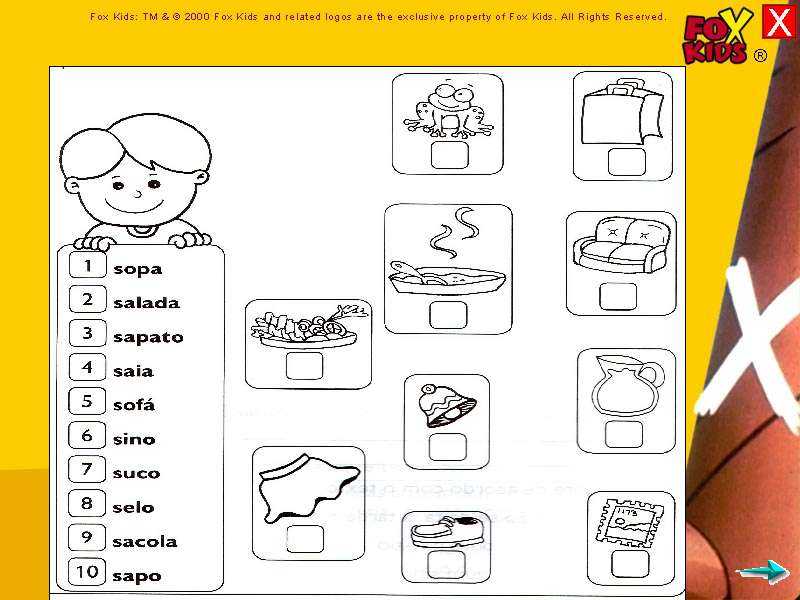 Fox Kids: TM & © 2000 Fox Kids and related logos are the exclusive property of Fox Kids. All Rights Reserved.
FOX
KIDS ®
X
1 sopa
2 salada
3 sapato
4 saia
5 sofá
6 sino
7 suco
8 selo
9 sacola
10 sapo
1173